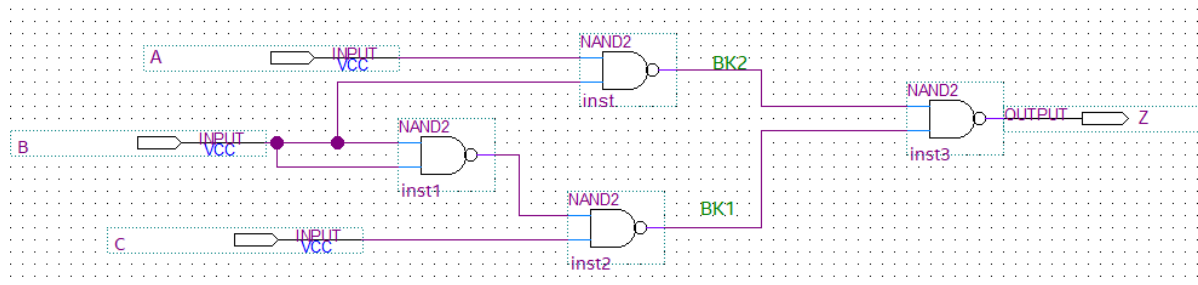 A
INPUT
VCC
NAND2
inst
BK2
NAND2
inst3
OUTPUT
Z
B
INPUT
VCC
NAND2
inst1
NAND2
inst2
BK1
C
INPUT
VCC